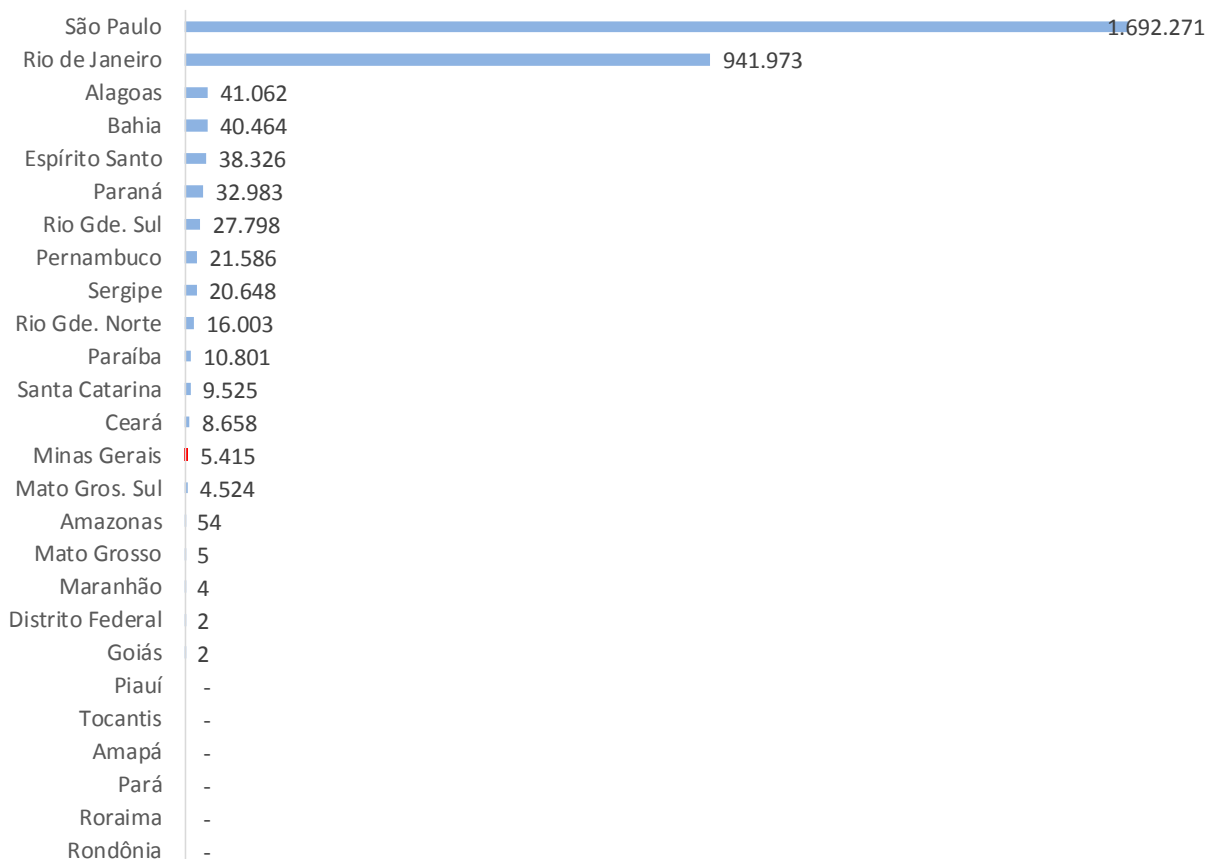 São Paulo 1.692.271
Rio de Janeiro 941.973
Alagoas 41.062
Bahia 40.464
Espírito Santo 38.326
Paraná 32.983
Rio Gde. Sul 27.798
Pernambuco 21.586
Sergipe 20.648
Rio Gde. Norte 16.003
Paraíba 10.801
Santa Catarina 9.525
Ceará 8.658
Minas Gerais 5.415
Mato Gros. Sul 4.524
Amazonas 54
Mato Grosso 5
Maranhão 4
Distrito Federal 2
Goiás 2
Piauí -
Tocantis -
Amapá -
Pará -
Roraima -
Rondônia -